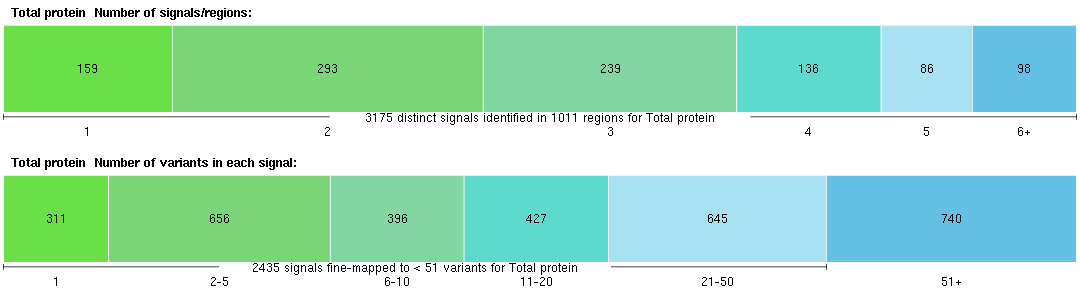 Total protein Number of signals/regions:
159 293 239 136 86 98
3175 distinct signals identified in 1011 regions for Total protein
1 2 3 4 5 6+
Total protein Number of variants in each signal:
311 656 396 427 645 740
2435 signals fine-mapped to < 51 variants for Total protein
1 2-5 6-10 11-20 21-50 51+